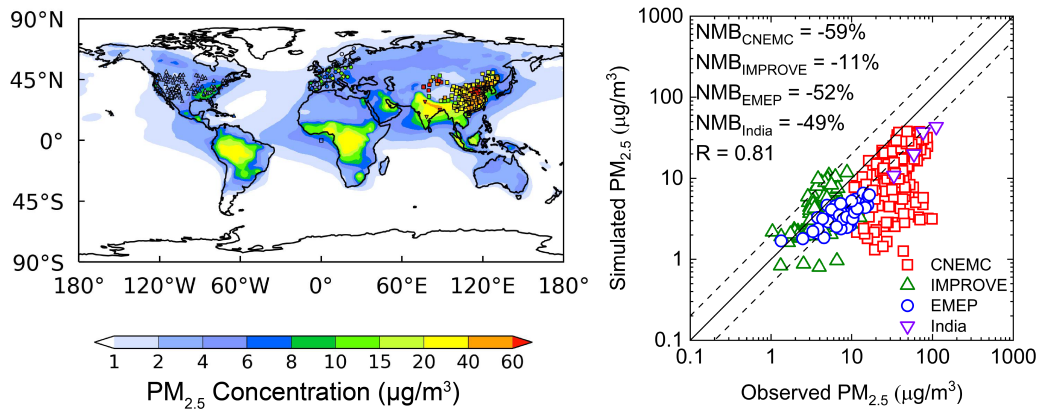 90°N
45°N
0°
45°S
90°S
180° 120°W 60°W 0° 60°E 120°E 180°
1 2 4 6 8 10 15 20 40 60
PM2.5 Concentration (μg/m³)
NMBCNEMC = -59%
NMBIMPROVE = -11%
NMBEMEP = -52%
NMBIndia = -49%
R = 0.81
CNEMC
IMPROVE
EMEP
India
Simulated PM2.5 (μg/m³)
1000
100
10
1
0.1
0.1 1 10 100 1000
Observed PM2.5 (μg/m³)